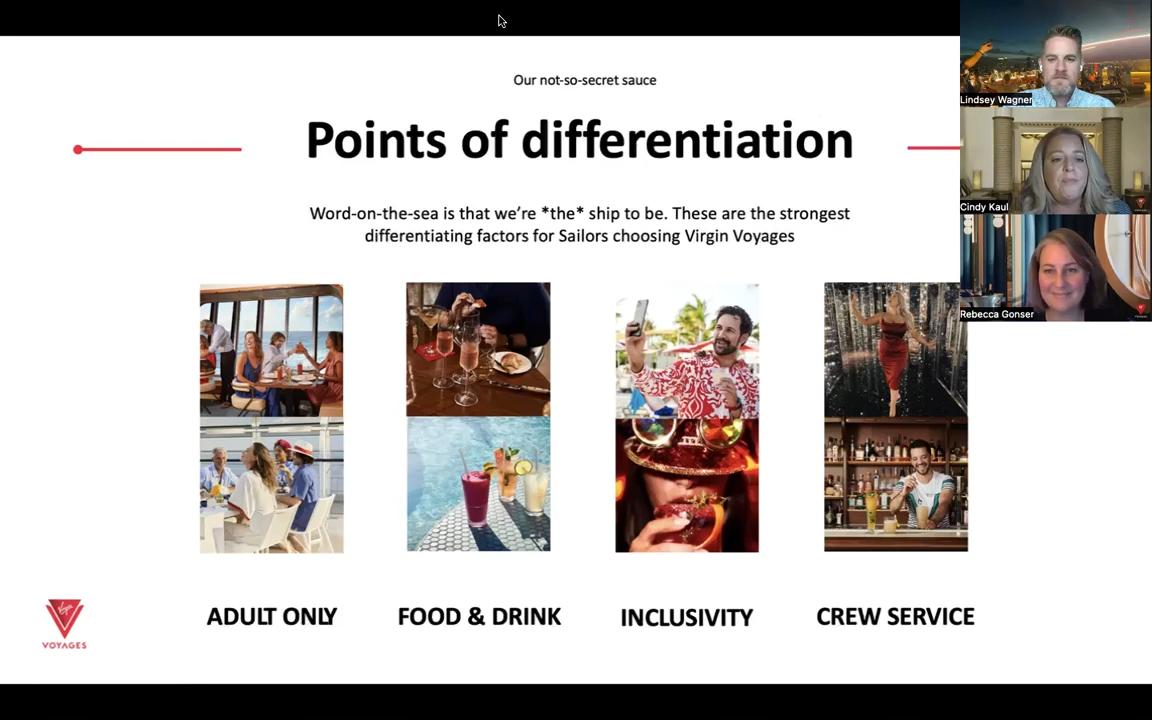 Our not-so-secret sauce
Points of differentiation
Word-on-the-sea is that we're *the* ship to be. These are the strongest
differentiating factors for Sailors choosing Virgin Voyages
Lindsey Wagner
Cindy Kaul
Rebecca Gonser
ADULT ONLY
FOOD & DRINK
INCLUSIVITY
CREW SERVICE
Virgin
VOYAGES